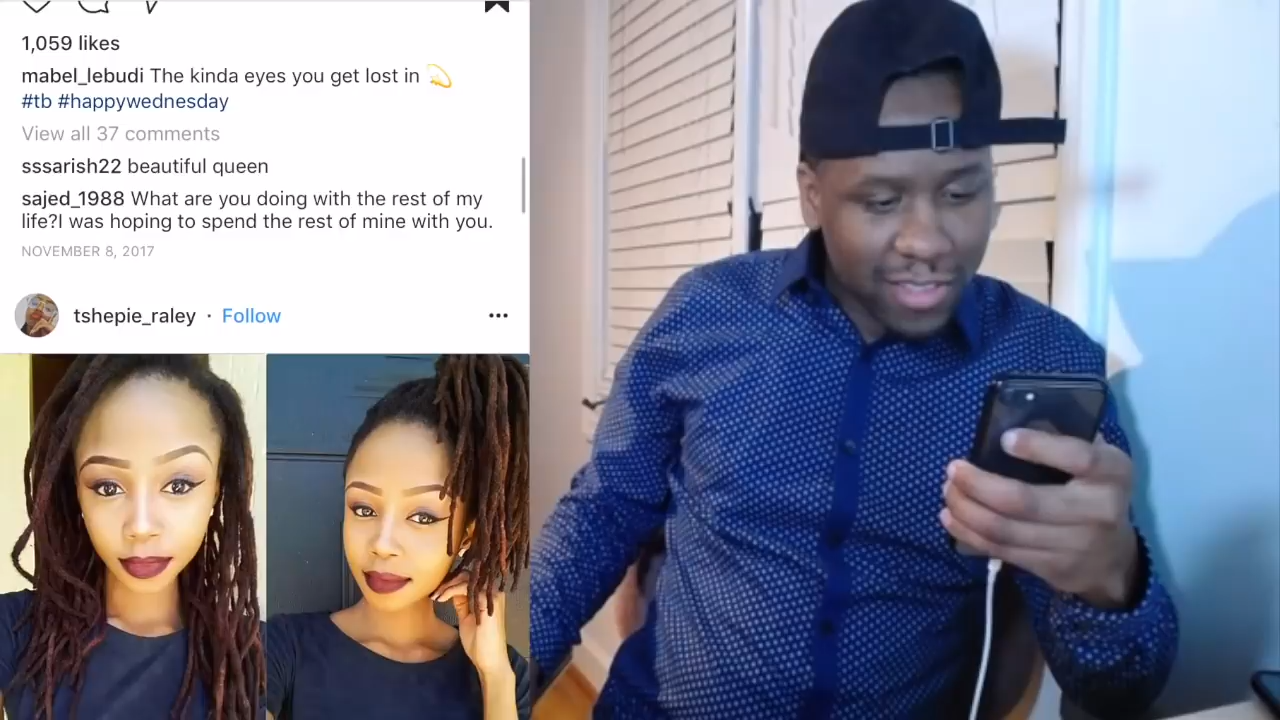 1,059 likes
mabel_lebudi The kinda eyes you get lost in 💫
#tb #happywednesday
View all 37 comments
sssarish22 beautiful queen
sajed_1988 What are you doing with the rest of my
life?I was hoping to spend the rest of mine with you.
NOVEMBER 8, 2017
tshepie_raley · Follow